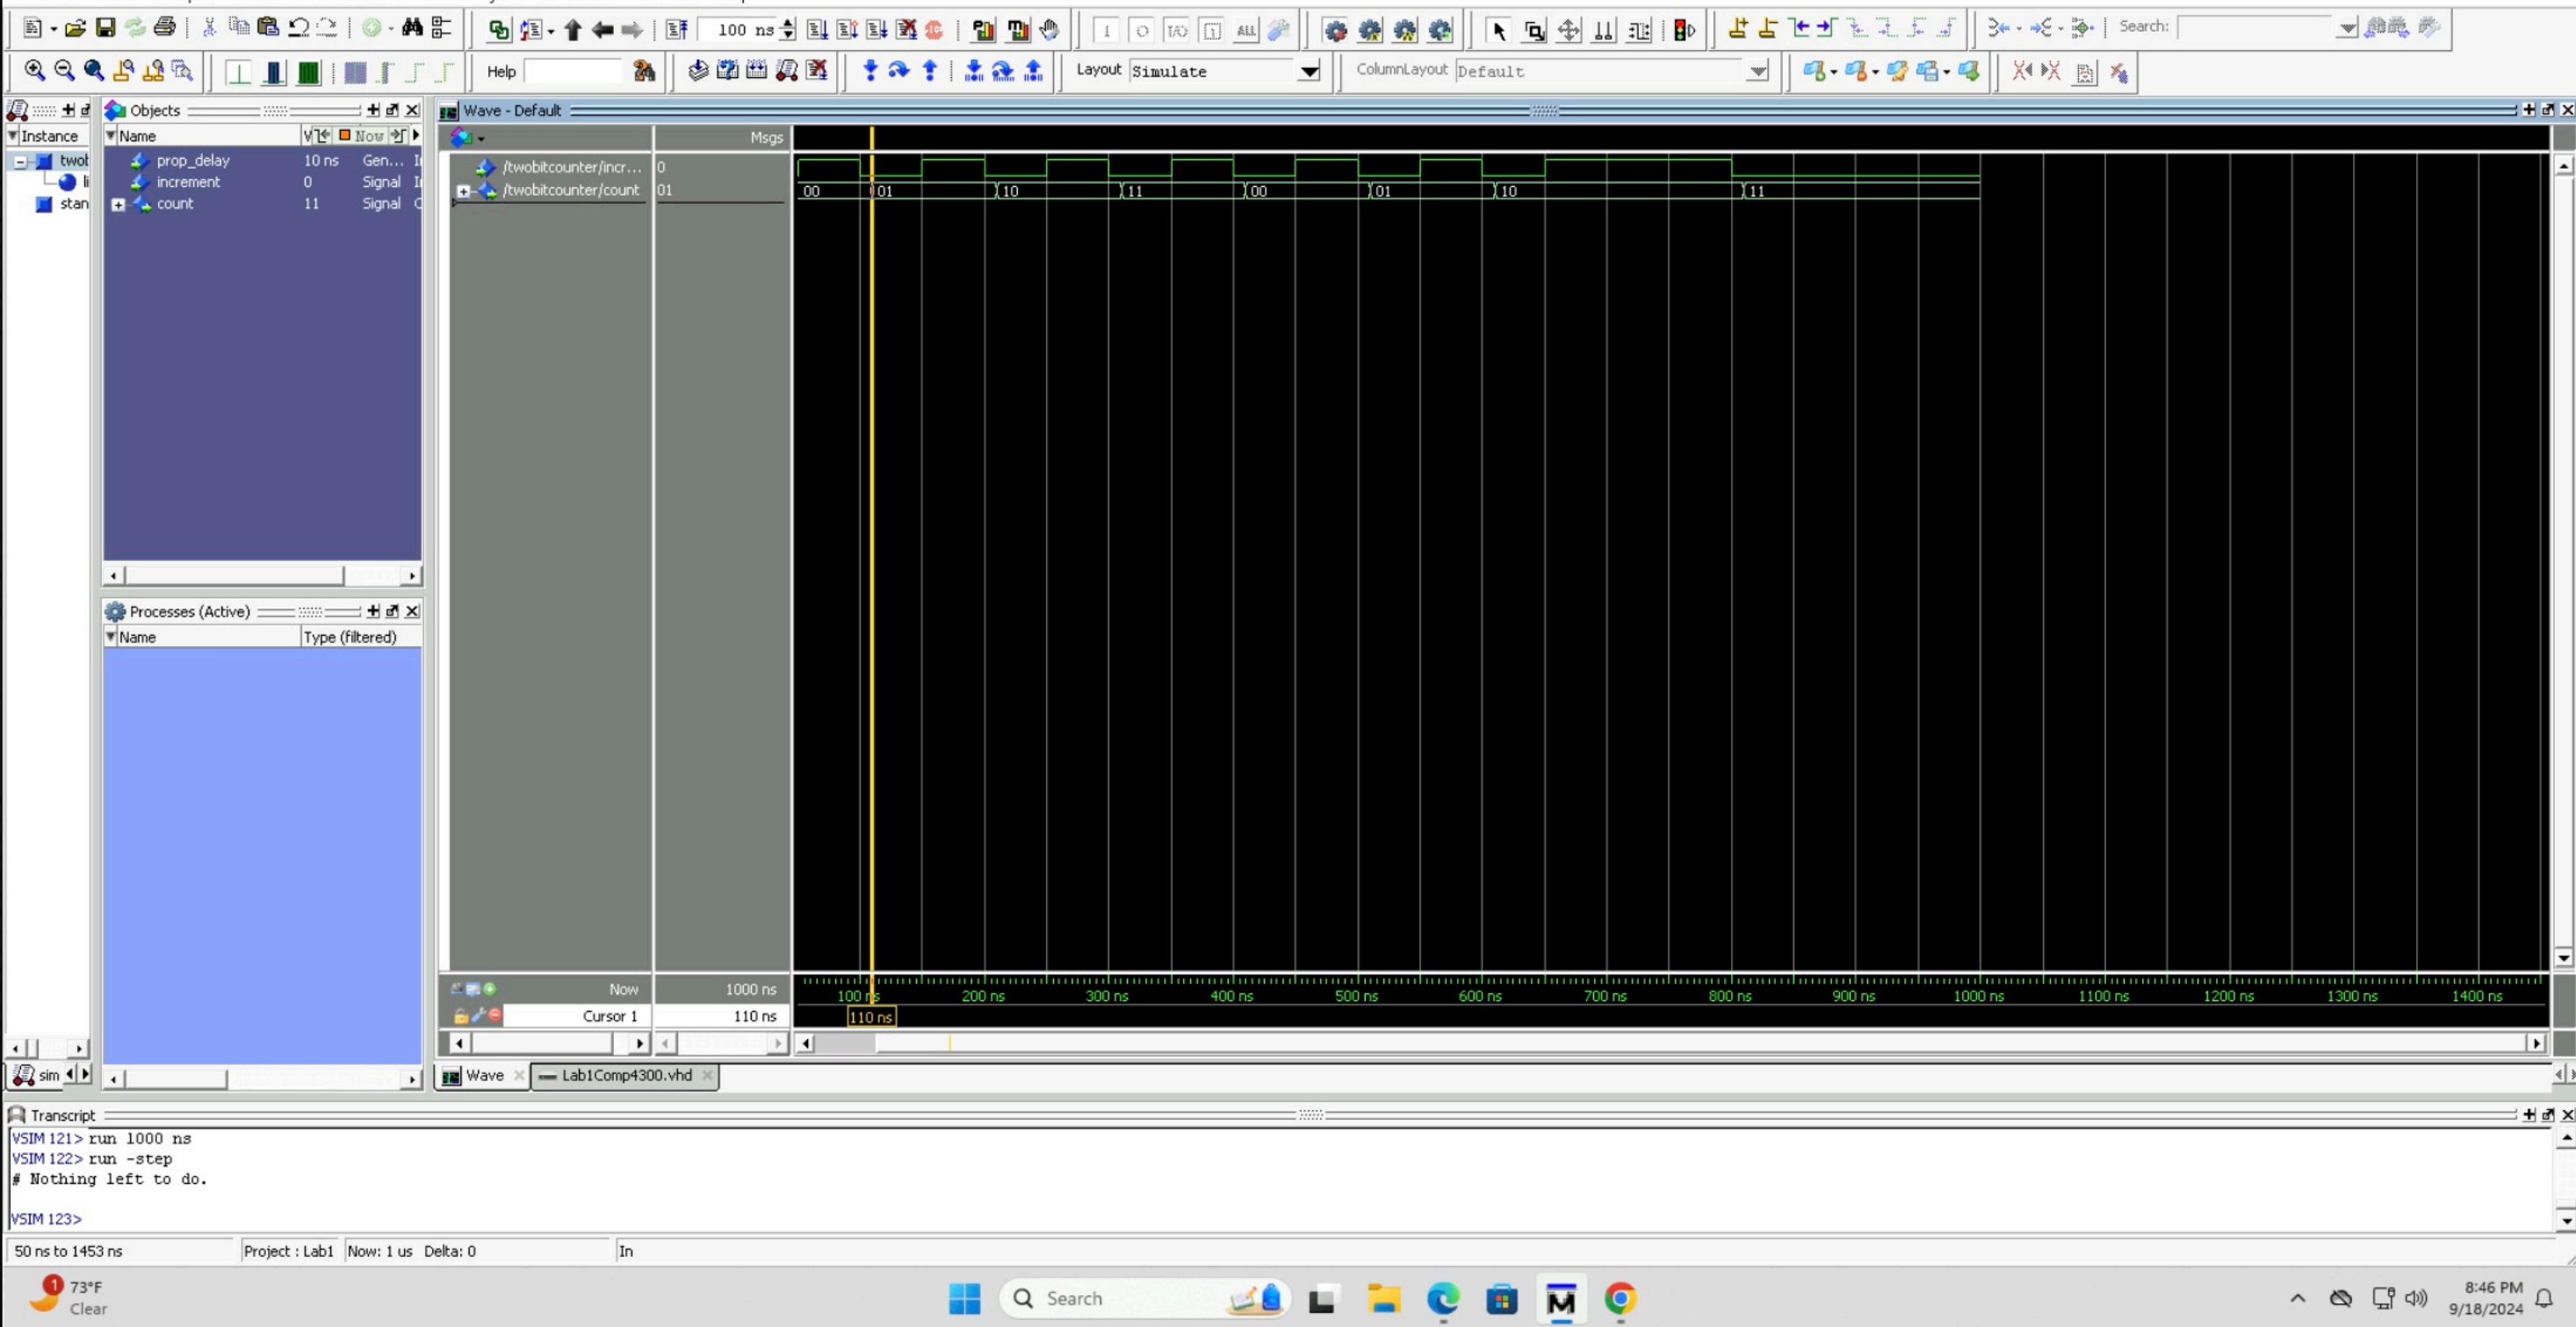 100 ns
Search:
Help
Layout Simulate
ColumnLayout Default
Objects
Wave - Default
Instance
Name
Now
Msgs
twol
prop_delay 10 ns Gen...
increment 0 Signal
stan
count 11 Signal
/twobitcounter/incr... 0
/twobitcounter/count 01
00 01 10 11 00 01 10 11
Processes (Active)
Name Type (filtered)
Now 1000 ns
Cursor 1 110 ns
100 ns 200 ns 300 ns 400 ns 500 ns 600 ns 700 ns 800 ns 900 ns 1000 ns 1100 ns 1200 ns 1300 ns 1400 ns
110 ns
sim
Wave Lab1Comp4300.vhd
Transcript
VSIM 121> run 1000 ns
VSIM 122> run -step
# Nothing left to do.
VSIM 123>
50 ns to 1453 ns Project : Lab1 Now: 1 us Delta: 0 In
1 73°F
Clear
Search
8:46 PM
9/18/2024